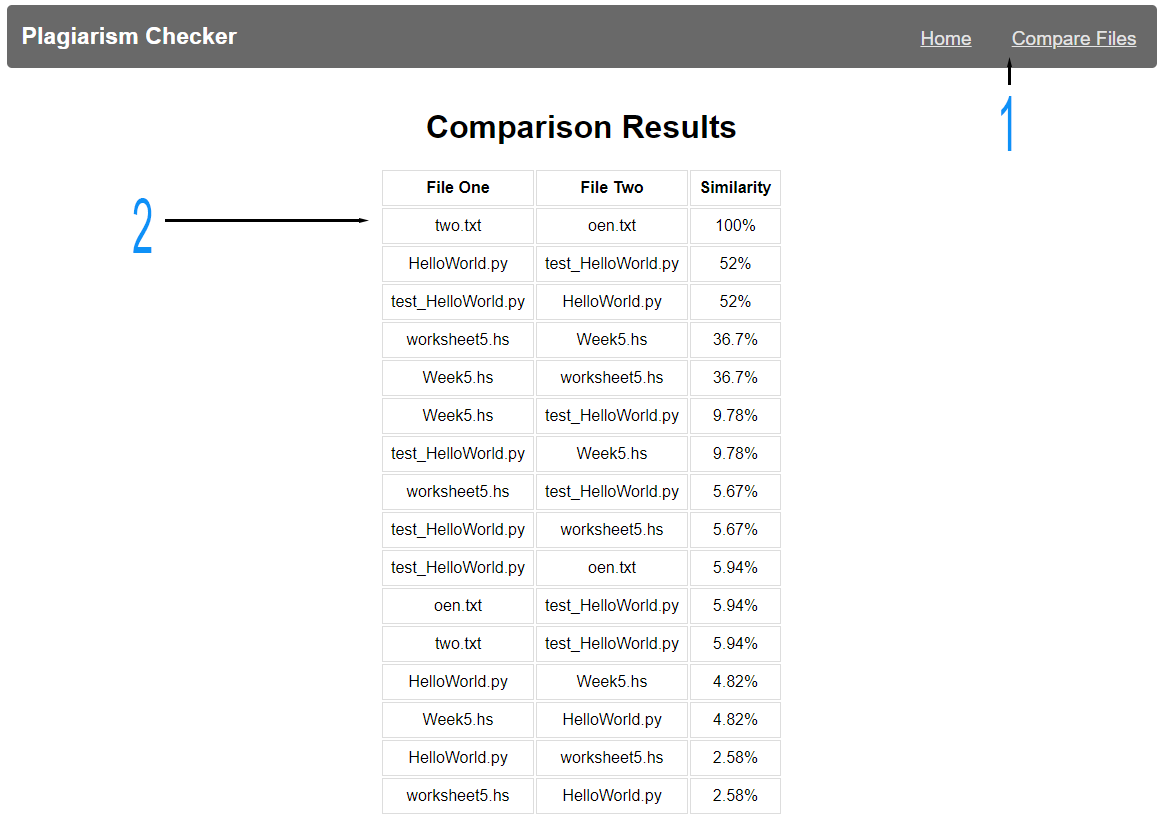 Plagiarism Checker Home Compare Files
1
Comparison Results
File One File Two Similarity
2
two.txt oen.txt 100%
HelloWorld.py test_HelloWorld.py 52%
test_HelloWorld.py HelloWorld.py 52%
worksheet5.hs Week5.hs 36.7%
Week5.hs worksheet5.hs 36.7%
Week5.hs test_HelloWorld.py 9.78%
test_HelloWorld.py Week5.hs 9.78%
worksheet5.hs test_HelloWorld.py 5.67%
test_HelloWorld.py worksheet5.hs 5.67%
test_HelloWorld.py oen.txt 5.94%
oen.txt test_HelloWorld.py 5.94%
two.txt test_HelloWorld.py 5.94%
HelloWorld.py Week5.hs 4.82%
Week5.hs HelloWorld.py 4.82%
HelloWorld.py worksheet5.hs 2.58%
worksheet5.hs HelloWorld.py 2.58%